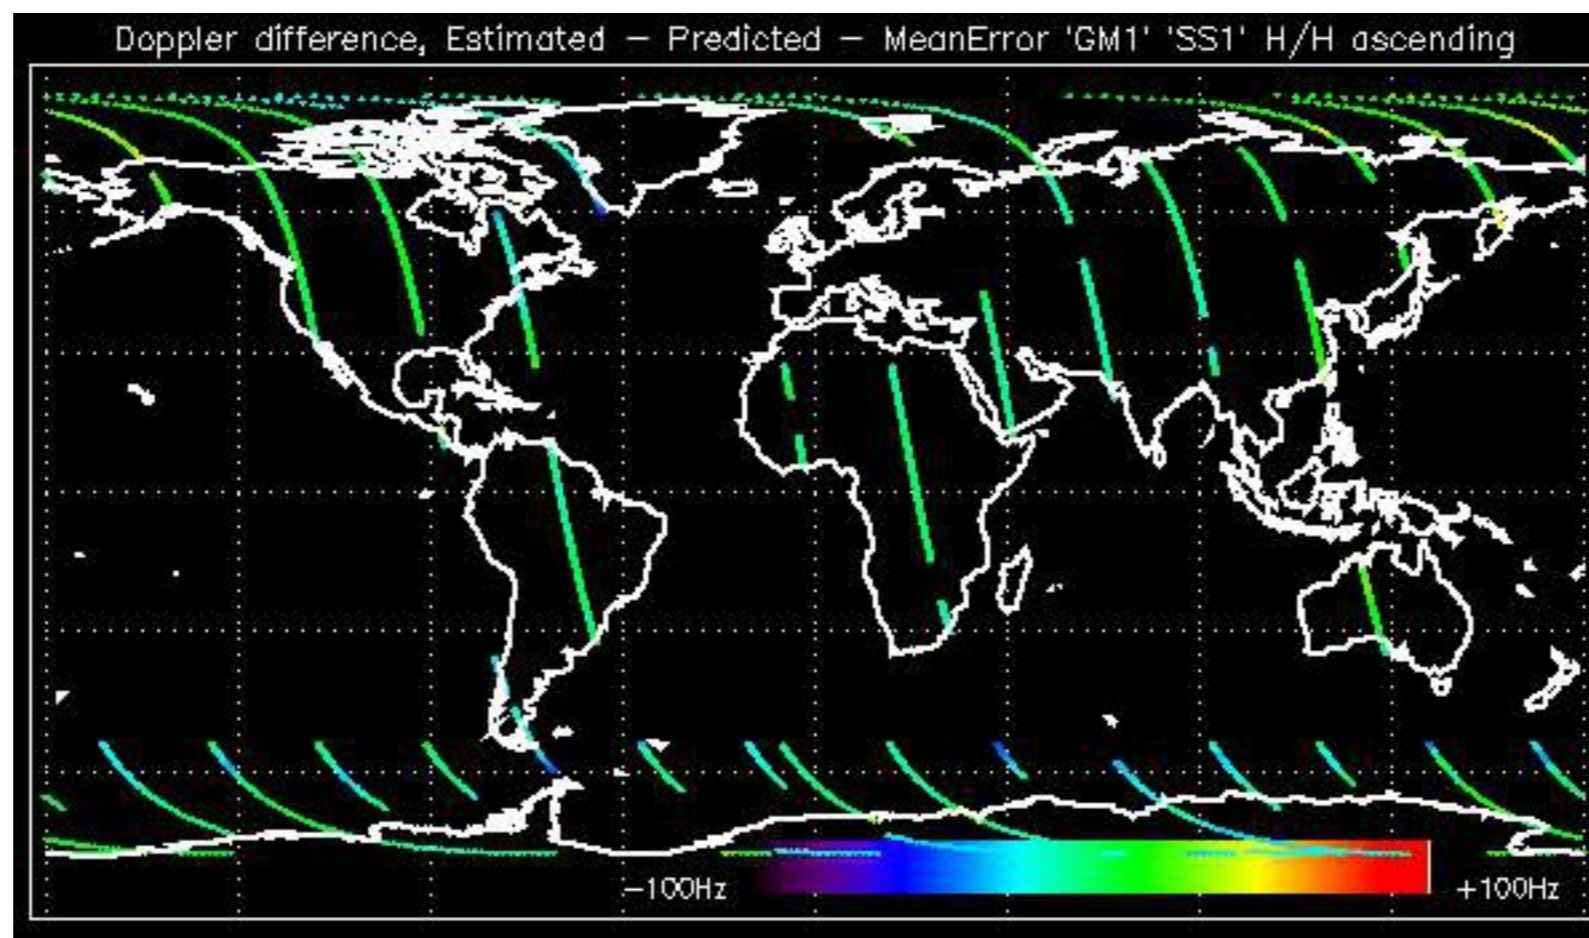 Doppler difference, Estimated – Predicted – MeanError 'GM1' 'SS1' H/H ascending
–100Hz
+100Hz